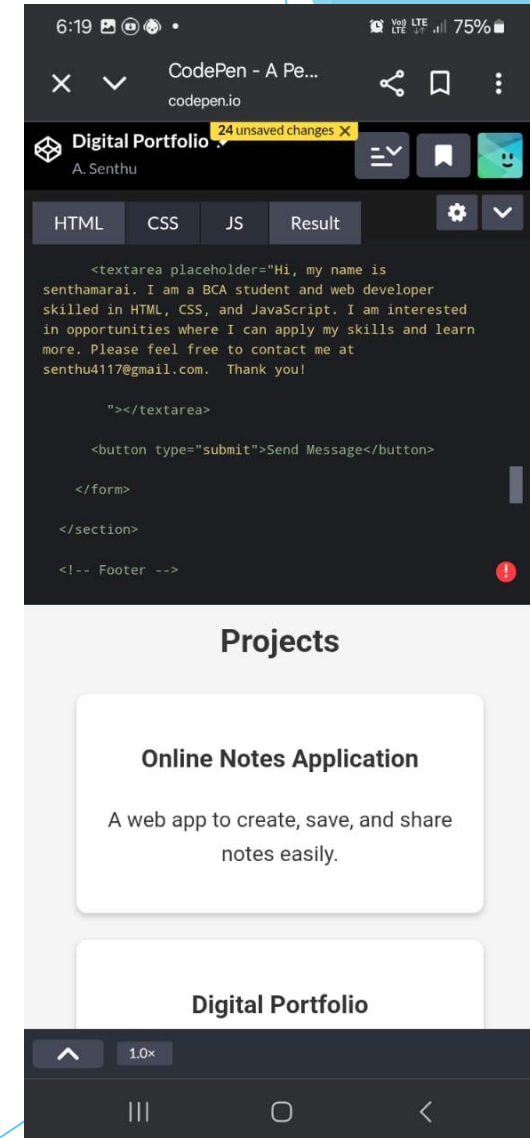 6:19
75%
CodePen - A Pe...
codepen.io
24 unsaved changes X
Digital Portfolio
A. Senthu
HTML CSS JS Result
<textarea placeholder="Hi, my name is
senthamarai. I am a BCA student and web developer
skilled in HTML, CSS, and JavaScript. I am interested
in opportunities where I can apply my skills and learn
more. Please feel free to contact me at
senthu4117@gmail.com.  Thank
you!
"></textarea>
<button type="submit">Send Message</button>
</form>
</section>
<!-- Footer -->
Projects
Online Notes Application
A web app to create, save, and share
notes easily.
Digital Portfolio
1.0×